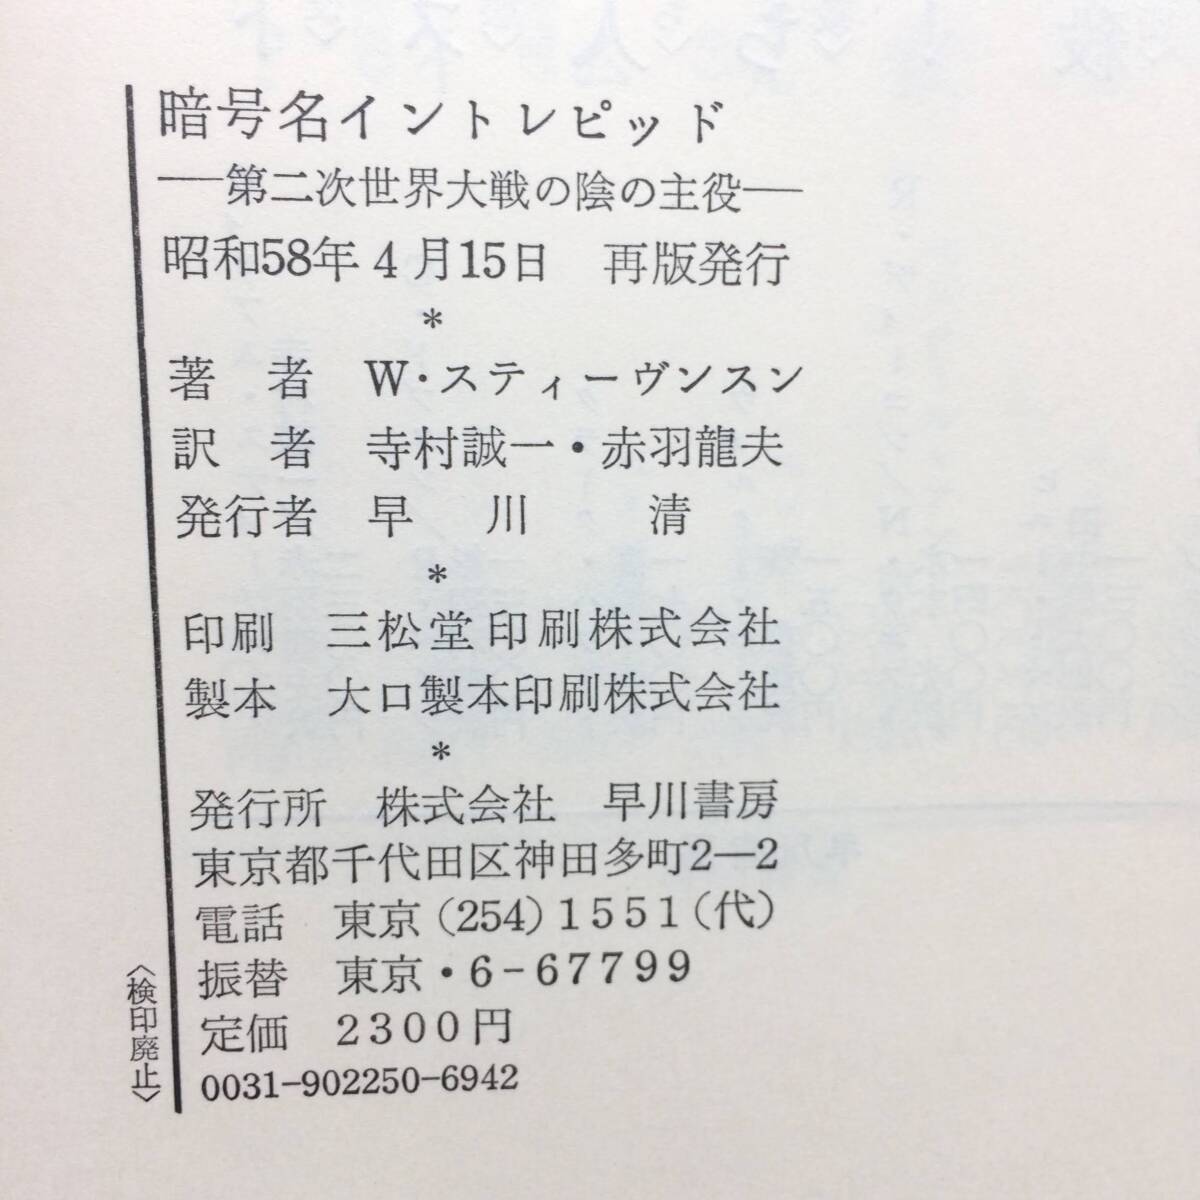 暗号名イントレピッド
──第二次世界大戦の陰の主役──
昭和58年4月15日　再版発行
*
著　者　W・スティーヴンスン
訳　者　寺村誠一・赤羽龍夫
発行者　早　川　清
*
印刷　三松堂印刷株式会社
製本　大口製本印刷株式会社
*
発行所　株式会社　早川書房
東京都千代田区神田多町2—2
電話　東京（254）1551（代）
振替　東京・6-67799
定価　2300円
0031-902250-6942
〈検印廃止〉